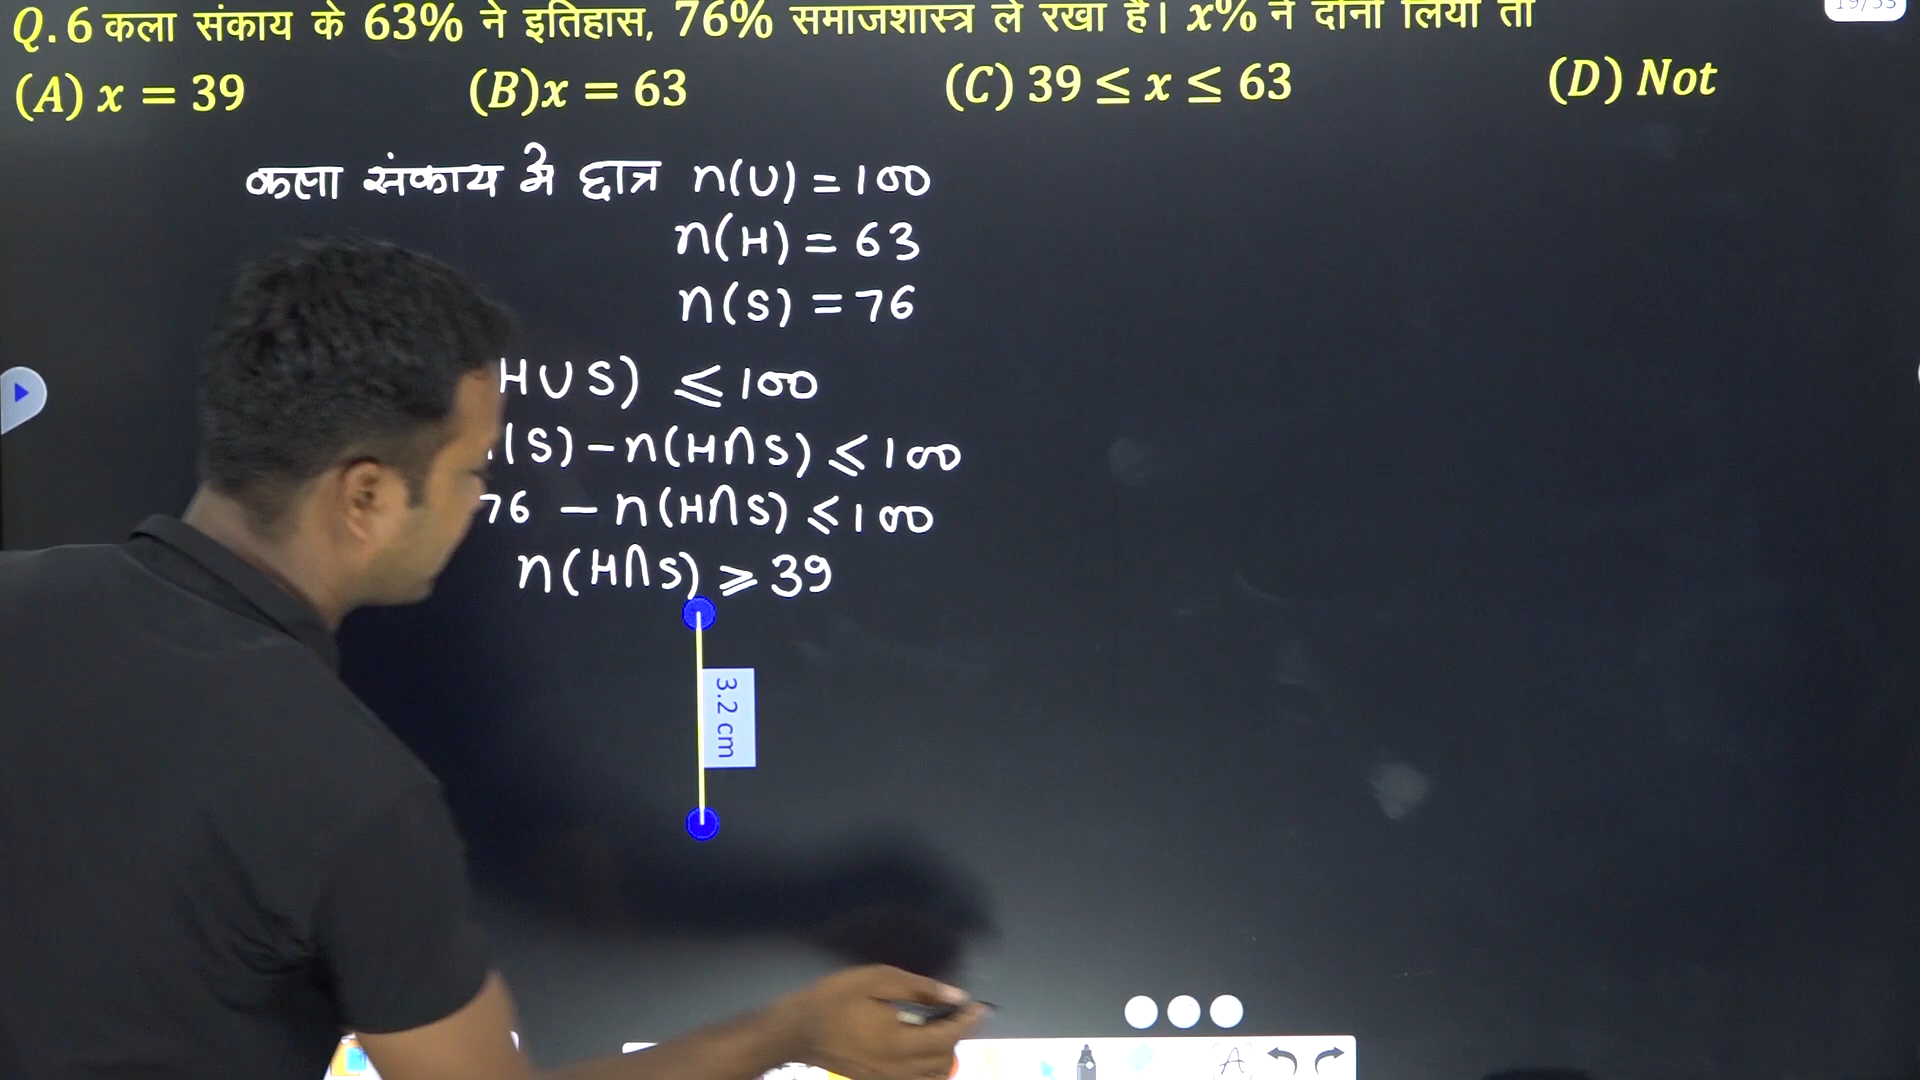 Q.6 कला संकाय के 63% ने इतिहास, 76% समाजशास्त्र ले रखा है। x% ने दोनों लिया तो
(A) x = 39 (B)x = 63 (C) 39 ≤ x ≤ 63 (D) Not
कला संकाय मे छात्र n(U) = 100
n(H) = 63
n(S) = 76
H∪S) ≤ 100
(S) – n(H∩S) ≤ 100
76 – n(H∩S) ≤ 100
n(H∩S) ≥ 39
3.2 cm
A